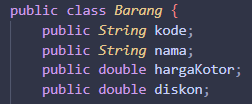 public class Barang {
public String kode;
public String nama;
public double hargaKotor;
public double diskon;